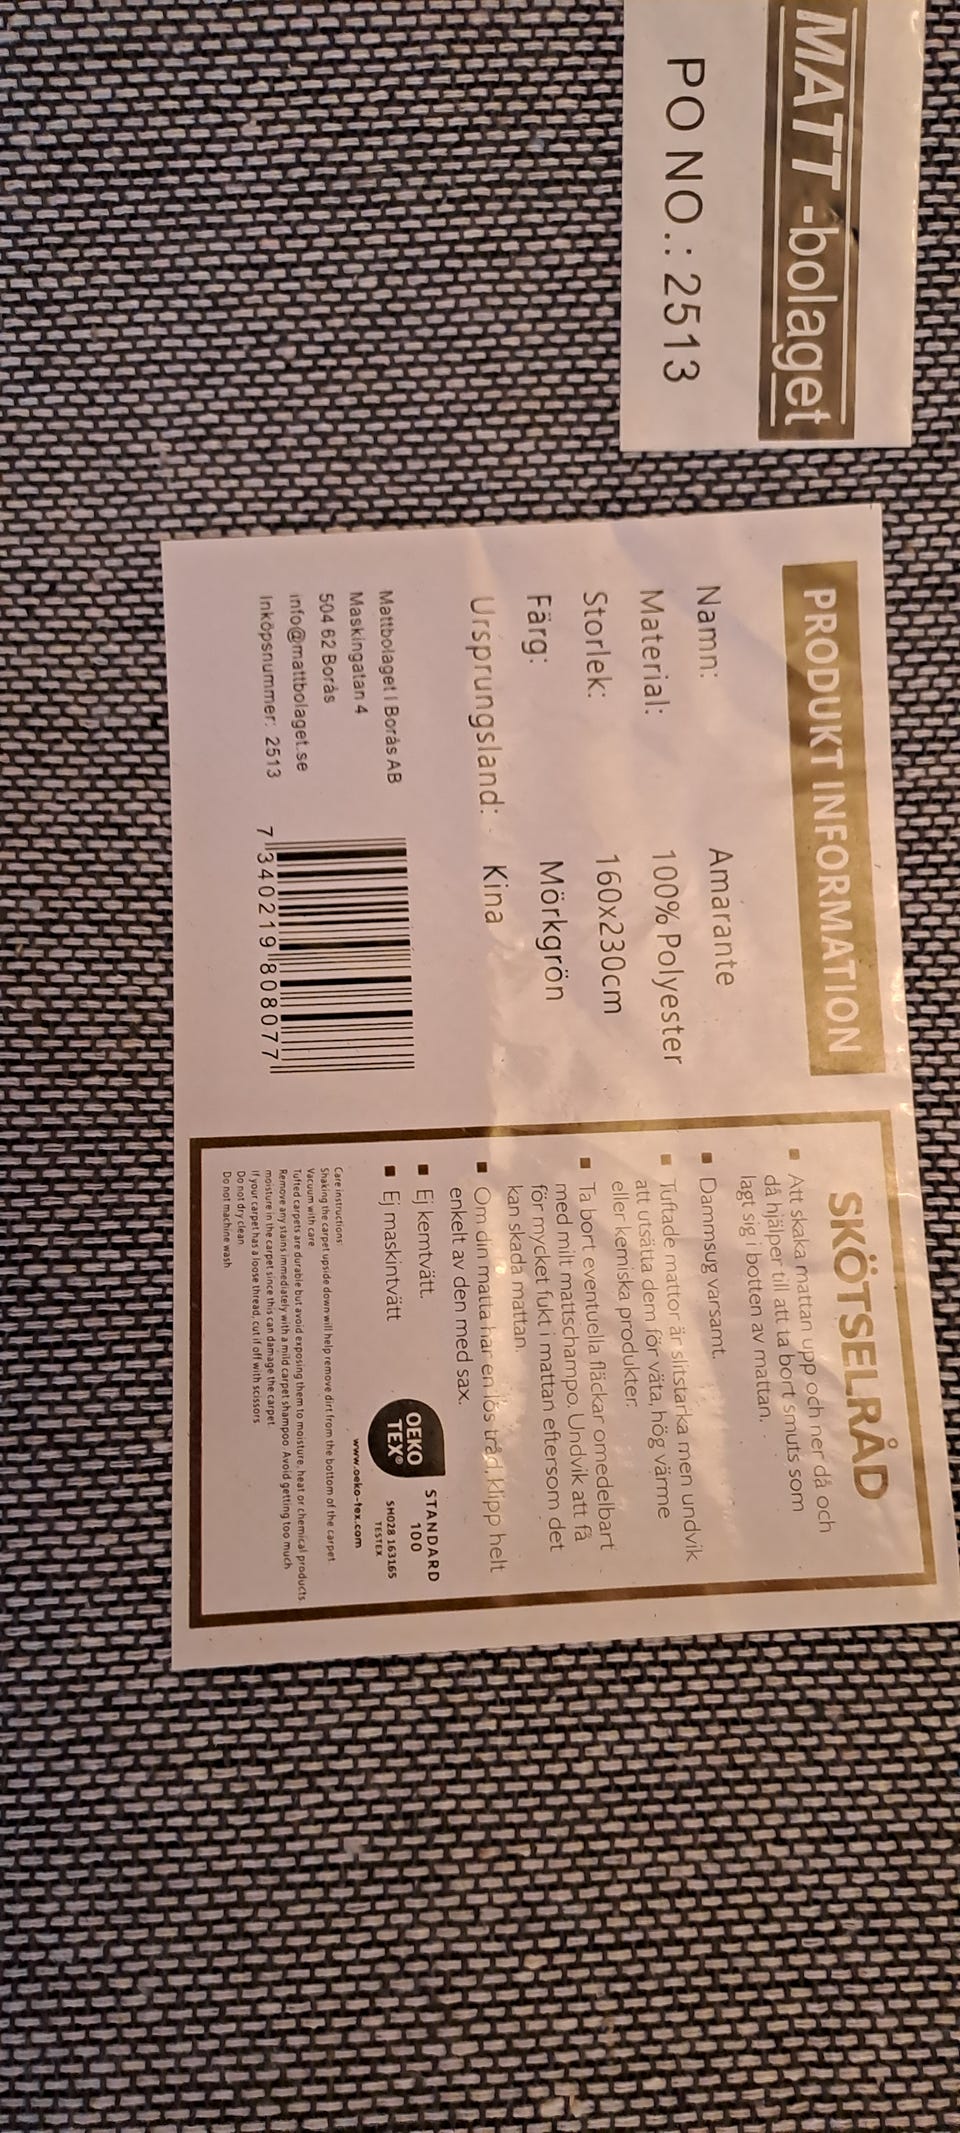 MATT-bolaget
PO NO.: 2513
PRODUKT INFORMATION
Namn: Amarante
Material: 100% Polyester
Storlek: 160x230cm
Färg: Mörkgrön
Ursprungsland: Kina
Mattbolaget I Borås AB
Maskingatan 4
504 62 Borås
info@mattbolaget.se
Inköpsnummer: 2513
7 340219 808077
SKÖTSELRÅD
▪ Att skaka mattan upp och ner då och
då hjälper till att ta bort smuts som
lagt sig i botten av mattan.
▪ Dammsug varsamt.
▪ Tuftade mattor är slitstarka men undvik
att utsätta dem för väta, hög värme
eller kemiska produkter.
▪ Ta bort eventuella fläckar omedelbart
med milt mattschampo. Undvik att få
för mycket fukt i mattan eftersom det
kan skada mattan.
▪ Om din matta har en lös tråd, klipp helt
enkelt av den med sax.
▪ Ej kemtvätt.
▪ Ej maskintvätt
OEKO
TEX®
STANDARD
100
SH028 163165
TESTEX
www.oeko-tex.com
Care instructions:
Shaking the carpet upside down will help remove dirt from the bottom of the carpet
Vacuum with care
Tufted carpets are durable but avoid exposing them to moisture, heat or chemical products.
Remove any stains immediately with a mild carpet shampoo. Avoid getting too much
moisture in the carpet since this can damage the carpet.
If your carpet has a loose thread, cut if off with scissors
Do not dry clean
Do not machine wash